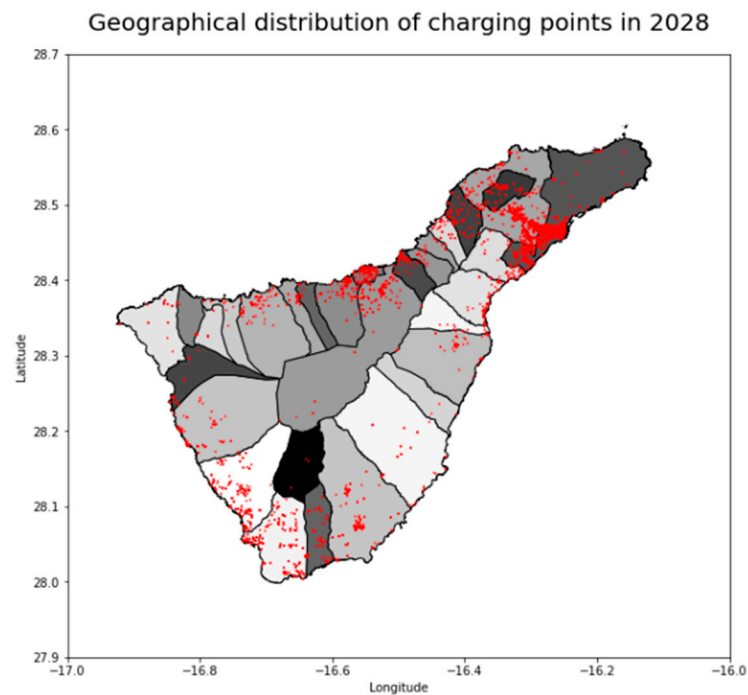 Geographical distribution of charging points in 2028
28.7
28.6
28.5
28.4
28.3
28.2
28.1
28.0
27.9
Latitude
−17.0 −16.8 −16.6 −16.4 −16.2 −16.0
Longitude